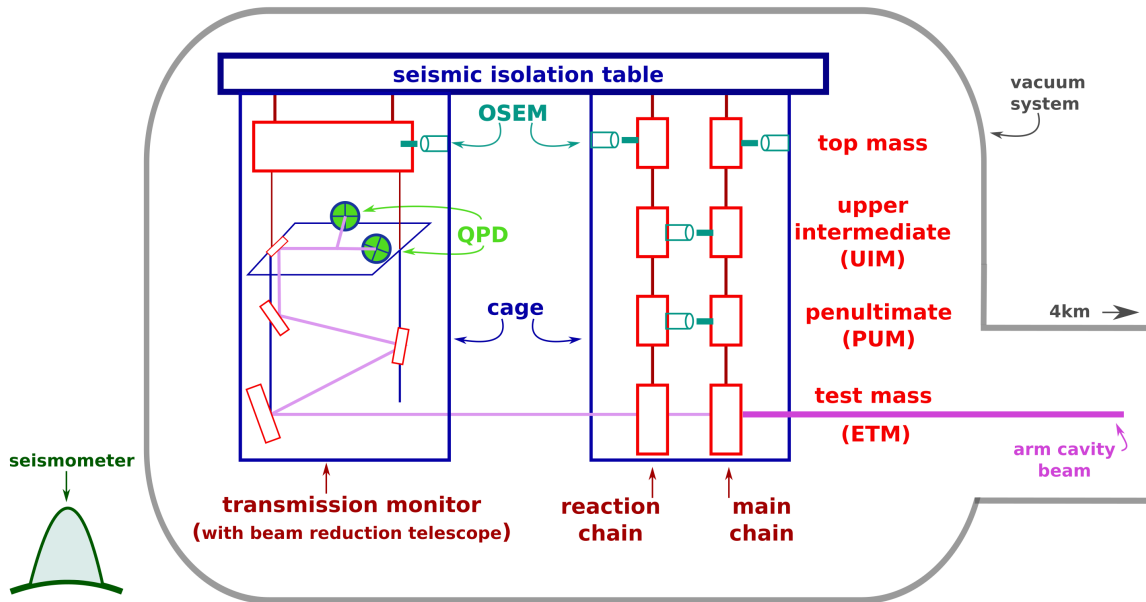 seismic isolation table
vacuum
system
OSEM
top mass
upper
intermediate
(UIM)
QPD
cage
penultimate
(PUM)
4km
test mass
(ETM)
arm cavity
beam
seismometer
transmission monitor
(with beam reduction telescope)
reaction
chain
main
chain